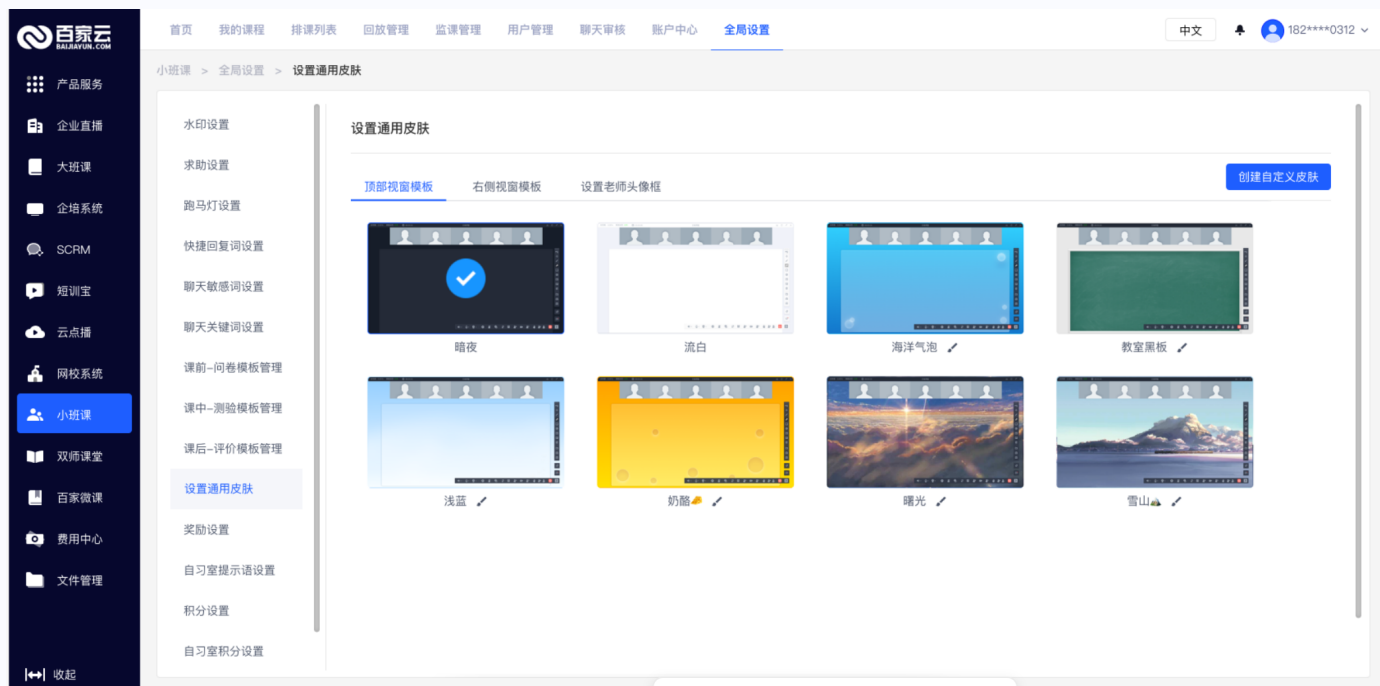 百家云
BAIJIAYUN.COM
首页 我的课程 排课列表 回放管理 监课管理 用户管理 聊天审核 账户中心 全局设置
中文
182****0312
产品服务
企业直播
大班课
企培系统
SCRM
短训宝
云点播
网校系统
小班课
双师课堂
百家微课
费用中心
文件管理
收起
小班课 > 全局设置 > 设置通用皮肤
水印设置
求助设置
跑马灯设置
快捷回复词设置
聊天敏感词设置
聊天关键词设置
课前-问卷模板管理
课中-测验模板管理
课后-评价模板管理
设置通用皮肤
奖励设置
自习室提示语设置
积分设置
自习室积分设置
设置通用皮肤
顶部视窗模板 右侧视窗模板 设置老师头像框
创建自定义皮肤
暗夜 流白 海洋气泡 教室黑板
浅蓝 奶酪🧀 曙光 雪山🏔